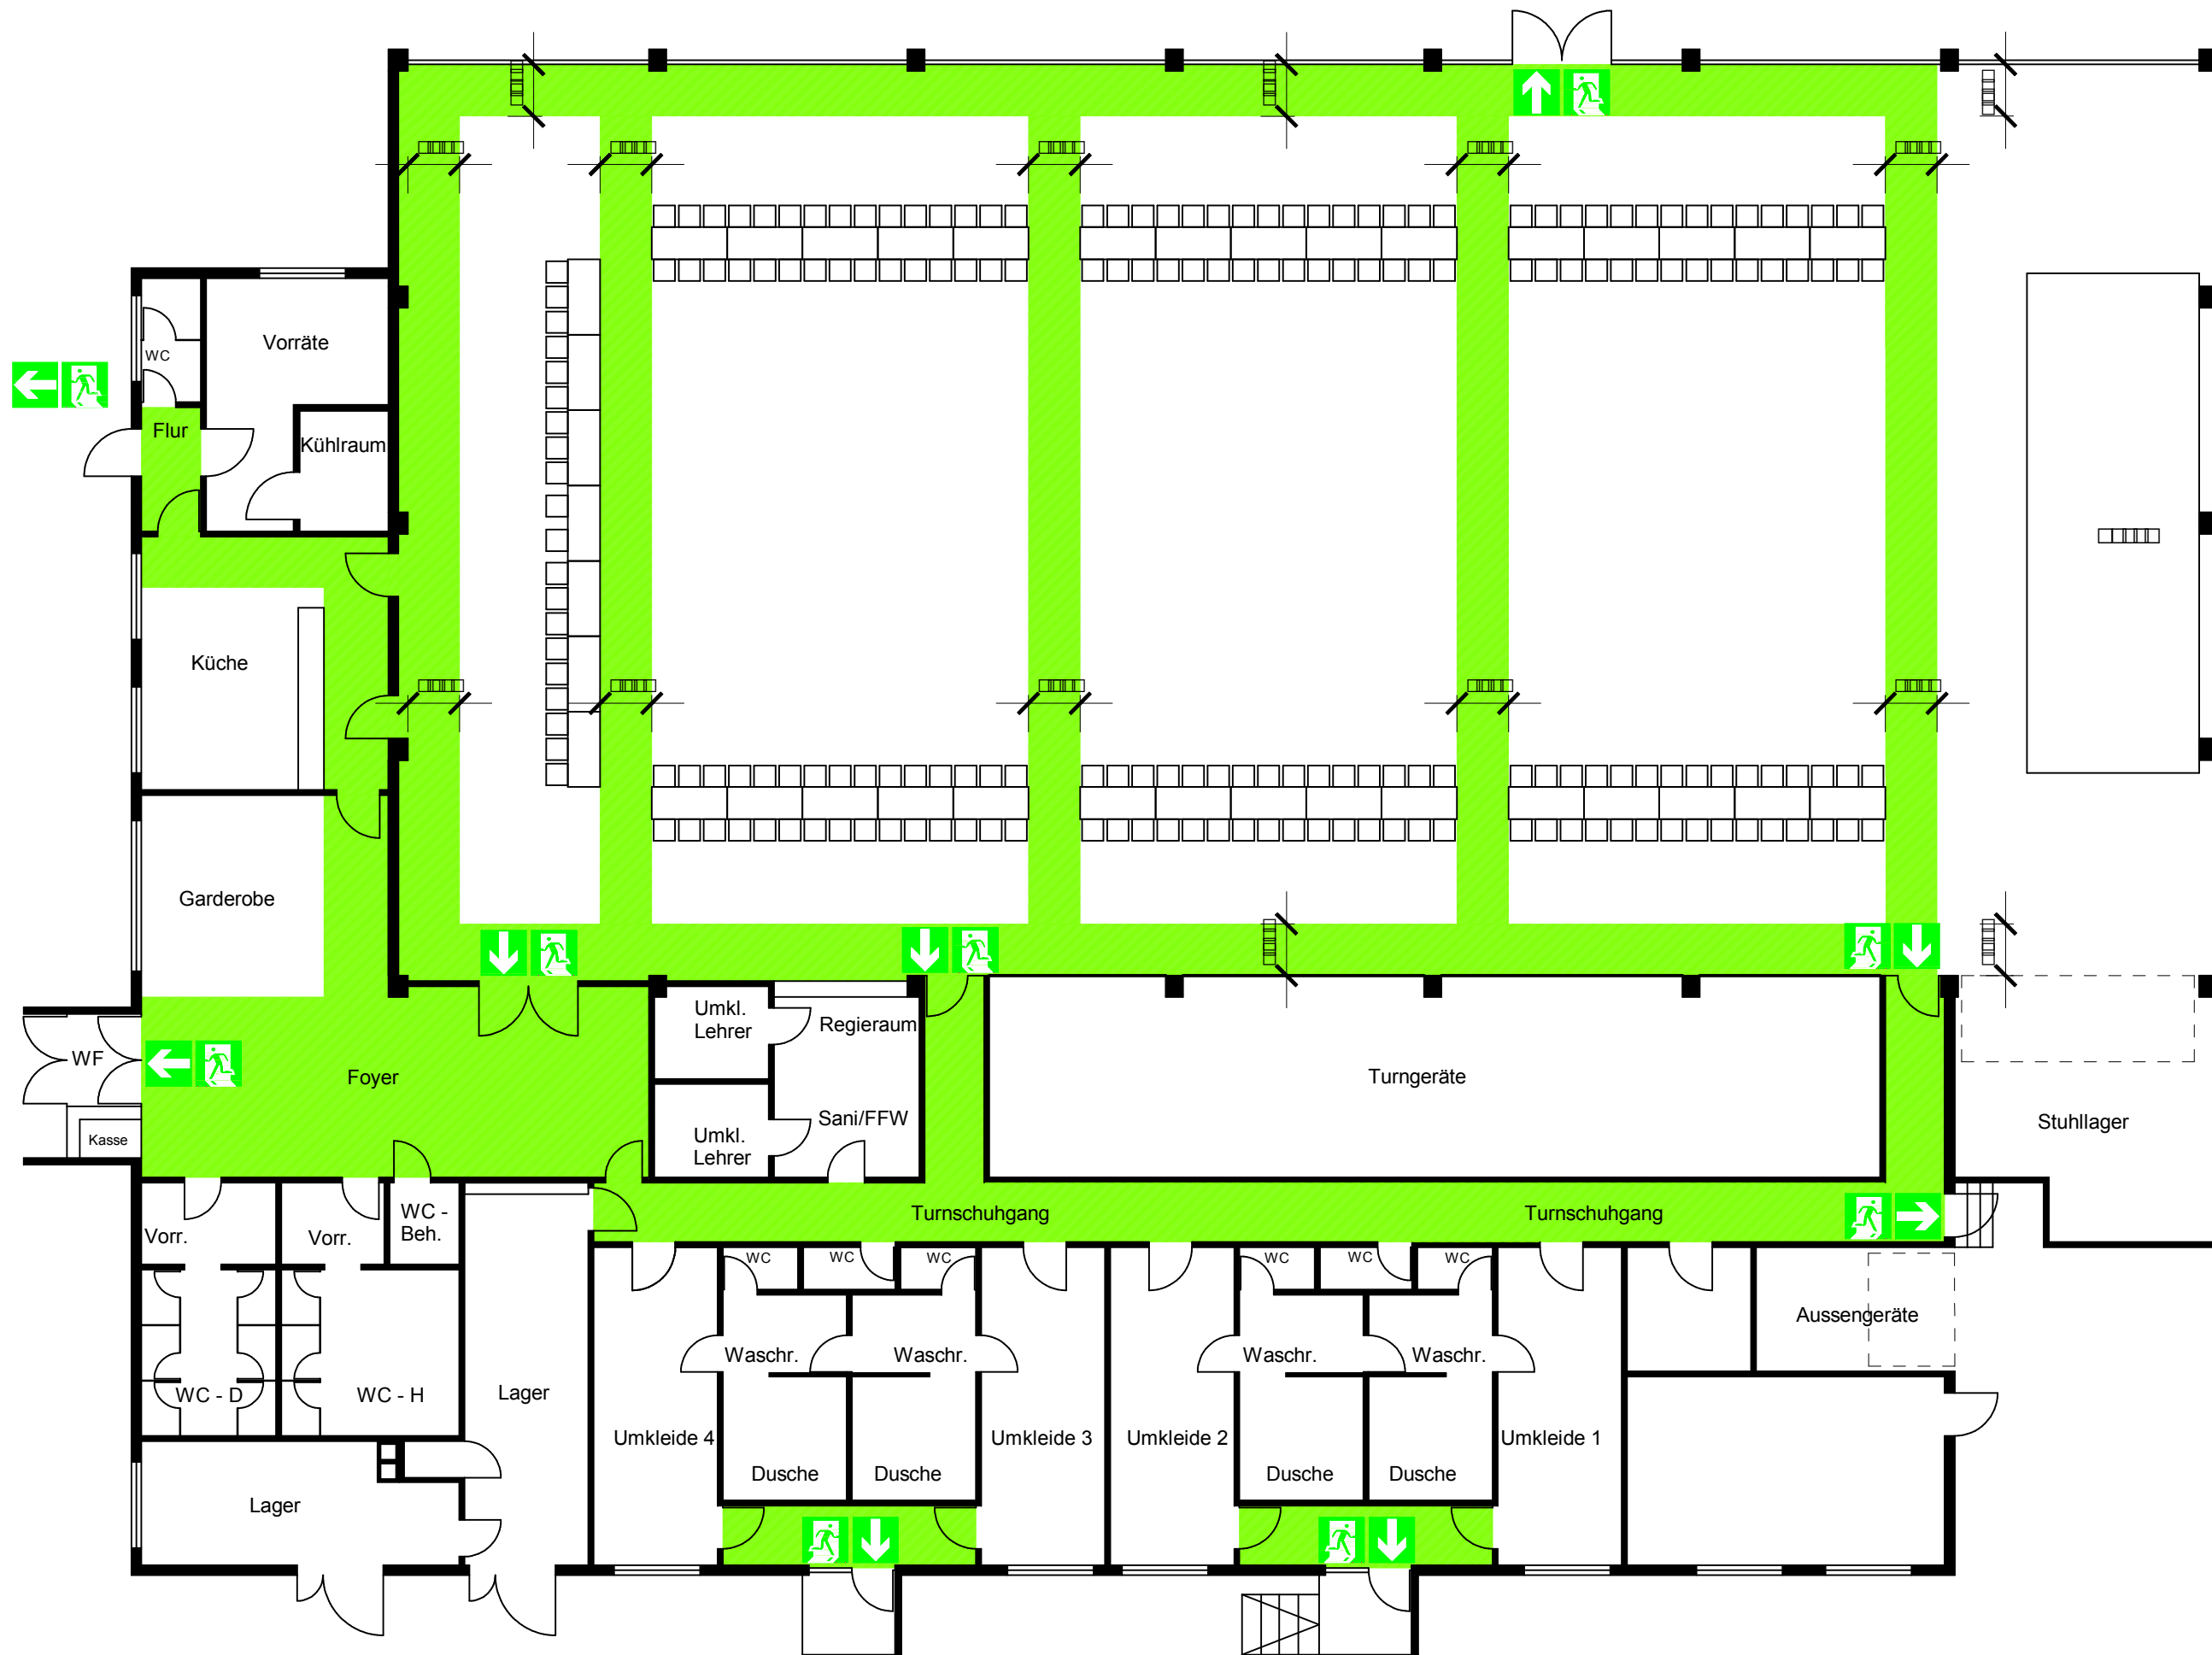 WC
Vorräte
Flur
Kühlraum
Küche
Garderobe
WF
Foyer
Kasse
Umkl.
Lehrer
Regieraum
Umkl.
Lehrer
Sani/FFW
Turngeräte
Stuhllager
Turnschuhgang
Turnschuhgang
Vorr.
Vorr.
WC -
Beh.
WC
WC
WC
WC
WC
WC
Aussengeräte
Waschr.
Waschr.
Waschr.
Waschr.
WC - D
WC - H
Lager
Umkleide 4
Umkleide 3
Umkleide 2
Umkleide 1
Dusche
Dusche
Dusche
Dusche
Lager